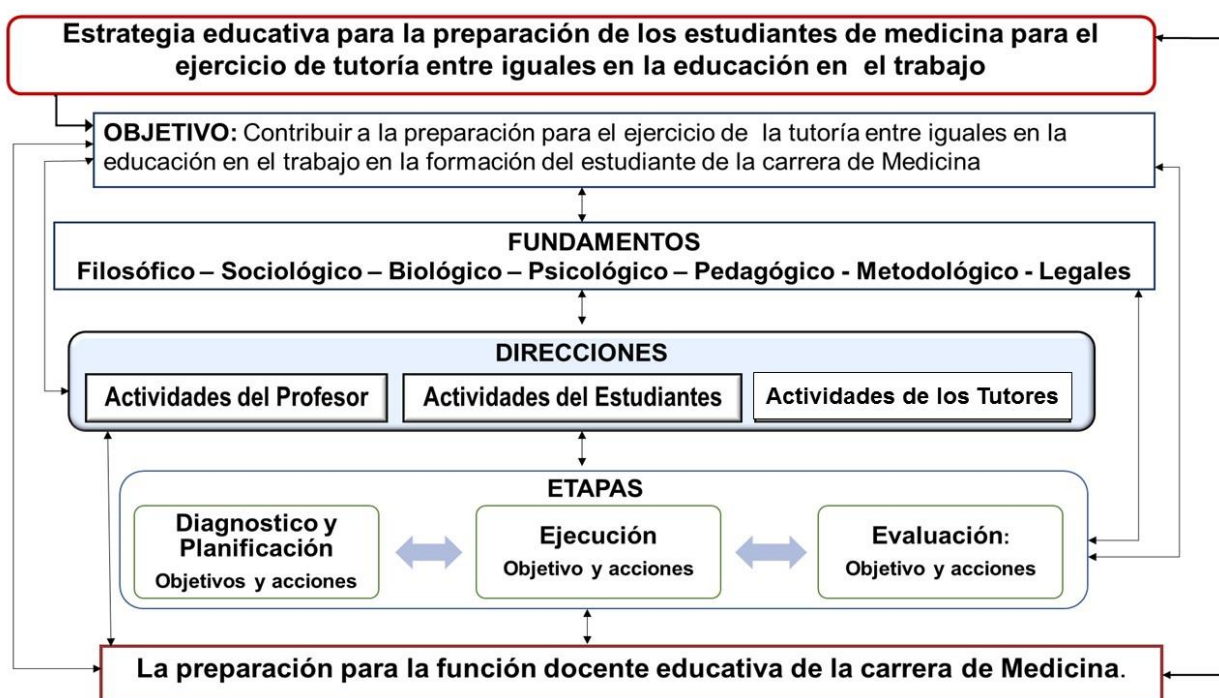 Estrategia educativa para la preparación de los estudiantes de medicina para el
ejercicio de tutoría entre iguales en la educación en el trabajo
OBJETIVO: Contribuir a la preparación para el ejercicio de la tutoría entre iguales en la
educación en el trabajo en la formación del estudiante de la carrera de Medicina
FUNDAMENTOS
Filosófico – Sociológico – Biológico – Psicológico – Pedagógico - Metodológico - Legales
DIRECCIONES
Actividades del Profesor
Actividades del Estudiantes
Actividades de los Tutores
ETAPAS
Diagnostico y
Planificación
Objetivos y acciones
Ejecución
Objetivo y acciones
Evaluación:
Objetivo y acciones
La preparación para la función docente educativa de la carrera de Medicina.